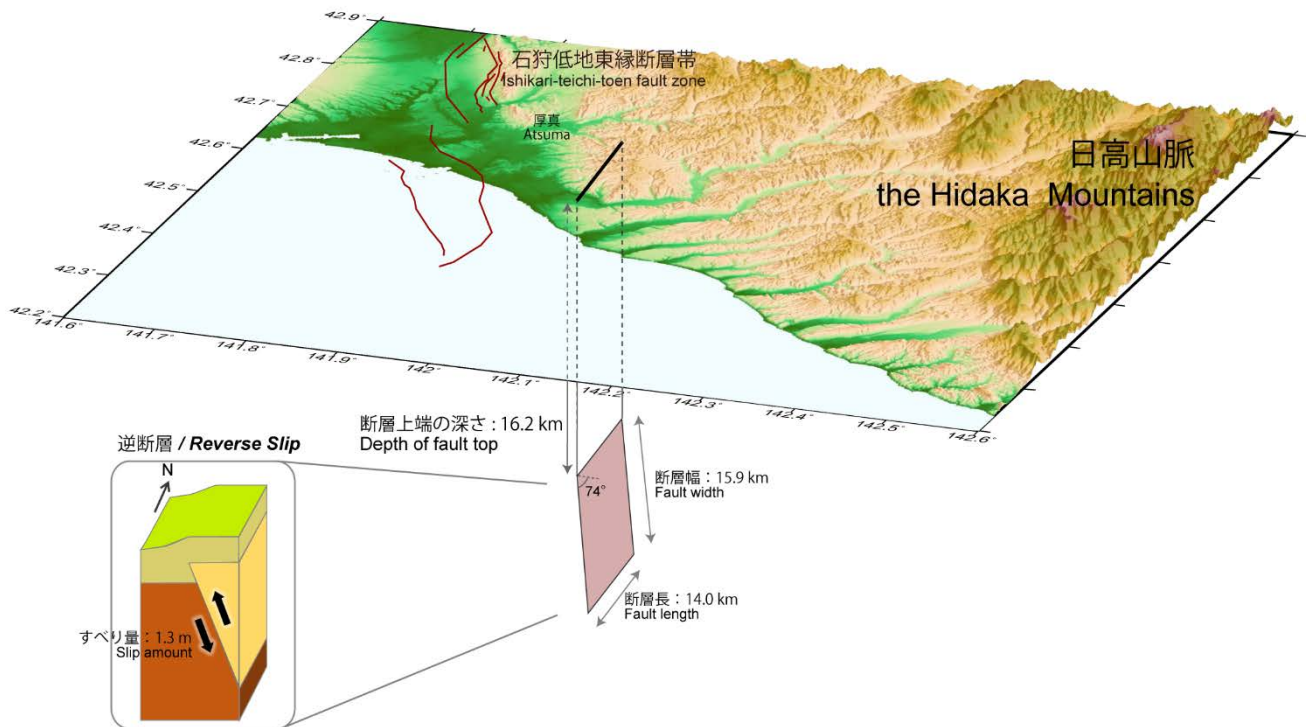 42.9°
42.8°
42.7°
42.6°
42.5°
42.4°
42.3°
42.2°
141.6°
141.7°
141.8°
141.9°
142°
142.1°
142.2°
142.3°
142.4°
142.5°
142.6°
石狩低地東縁断層帯
Ishikari-teichi-toen fault zone
厚真
Atsuma
日高山脈
the Hidaka Mountains
断層上端の深さ : 16.2 km
Depth of fault top
74°
断層幅：15.9 km
Fault width
断層長：14.0 km
Fault length
逆断層 / Reverse Slip
N
すべり量：1.3 m
Slip amount